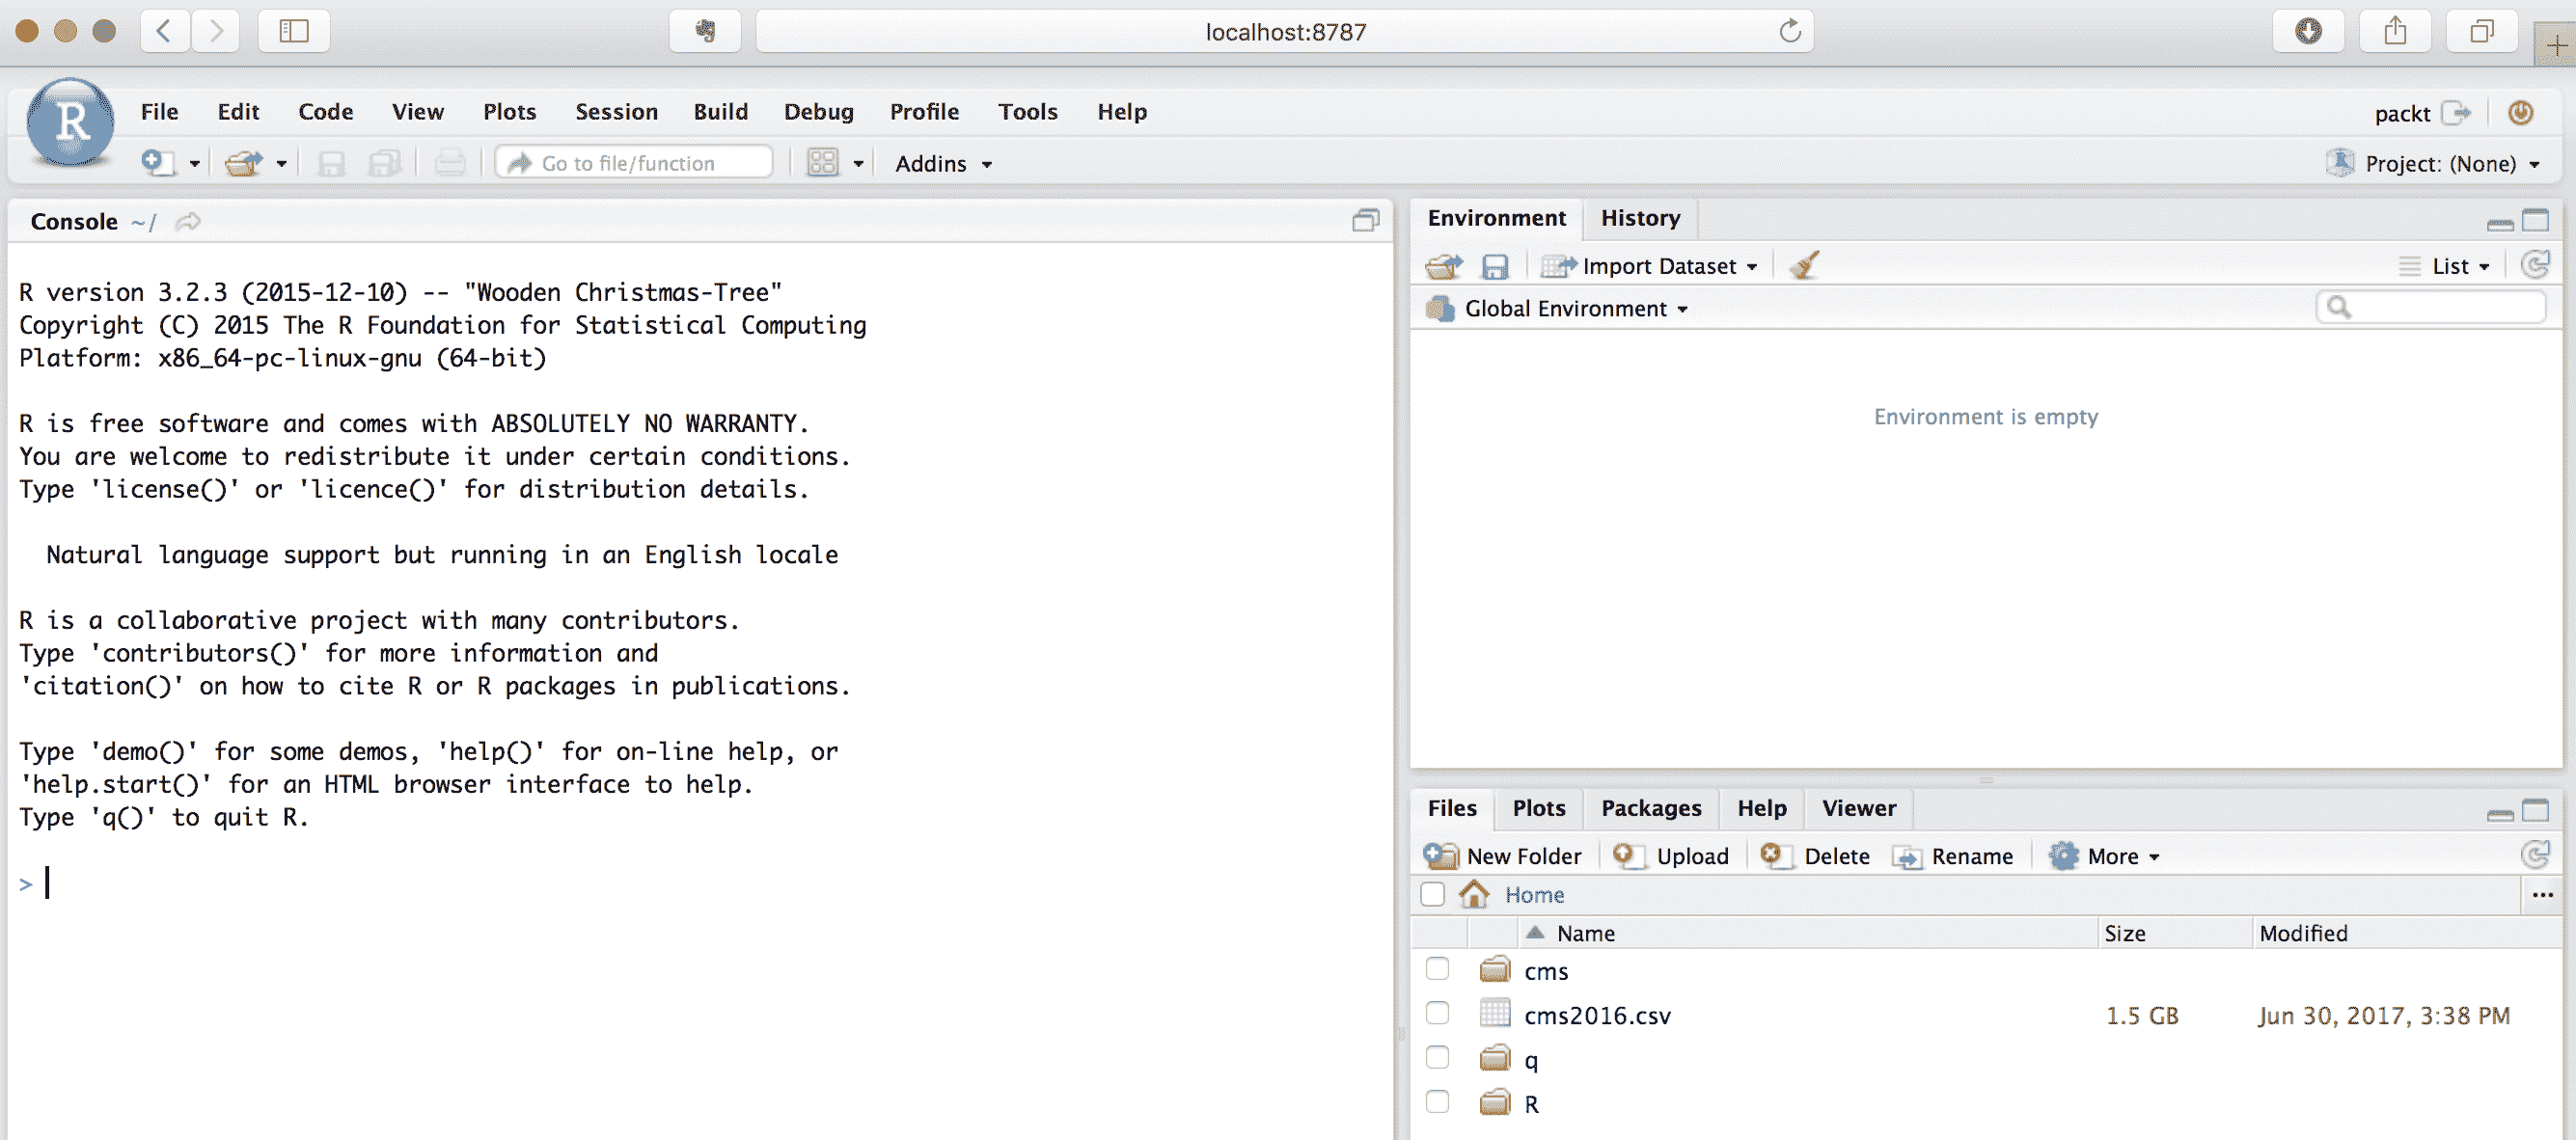 localhost:8787
R
File Edit Code View Plots Session Build Debug Profile Tools Help
packt
Go to file/function
Addins
Project: (None)
Console ~/
R version 3.2.3 (2015-12-10) -- "Wooden Christmas-Tree"
Copyright (C) 2015 The R Foundation for Statistical Computing
Platform: x86_64-pc-linux-gnu (64-bit)
R is free software and comes with ABSOLUTELY NO WARRANTY.
You are welcome to redistribute it under certain conditions.
Type 'license()' or 'licence()' for distribution details.
Natural language support but running in an English locale
R is a collaborative project with many contributors.
Type 'contributors()' for more information and
'citation()' on how to cite R or R packages in publications.
Type 'demo()' for some demos, 'help()' for on-line help, or
'help.start()' for an HTML browser interface to help.
Type 'q()' to quit R.
>
Environment History
Import Dataset
List
Global Environment
Environment is empty
Files Plots Packages Help Viewer
New Folder Upload Delete Rename More
Home ...
Name Size Modified
cms
cms2016.csv 1.5 GB Jun 30, 2017, 3:38 PM
q
R